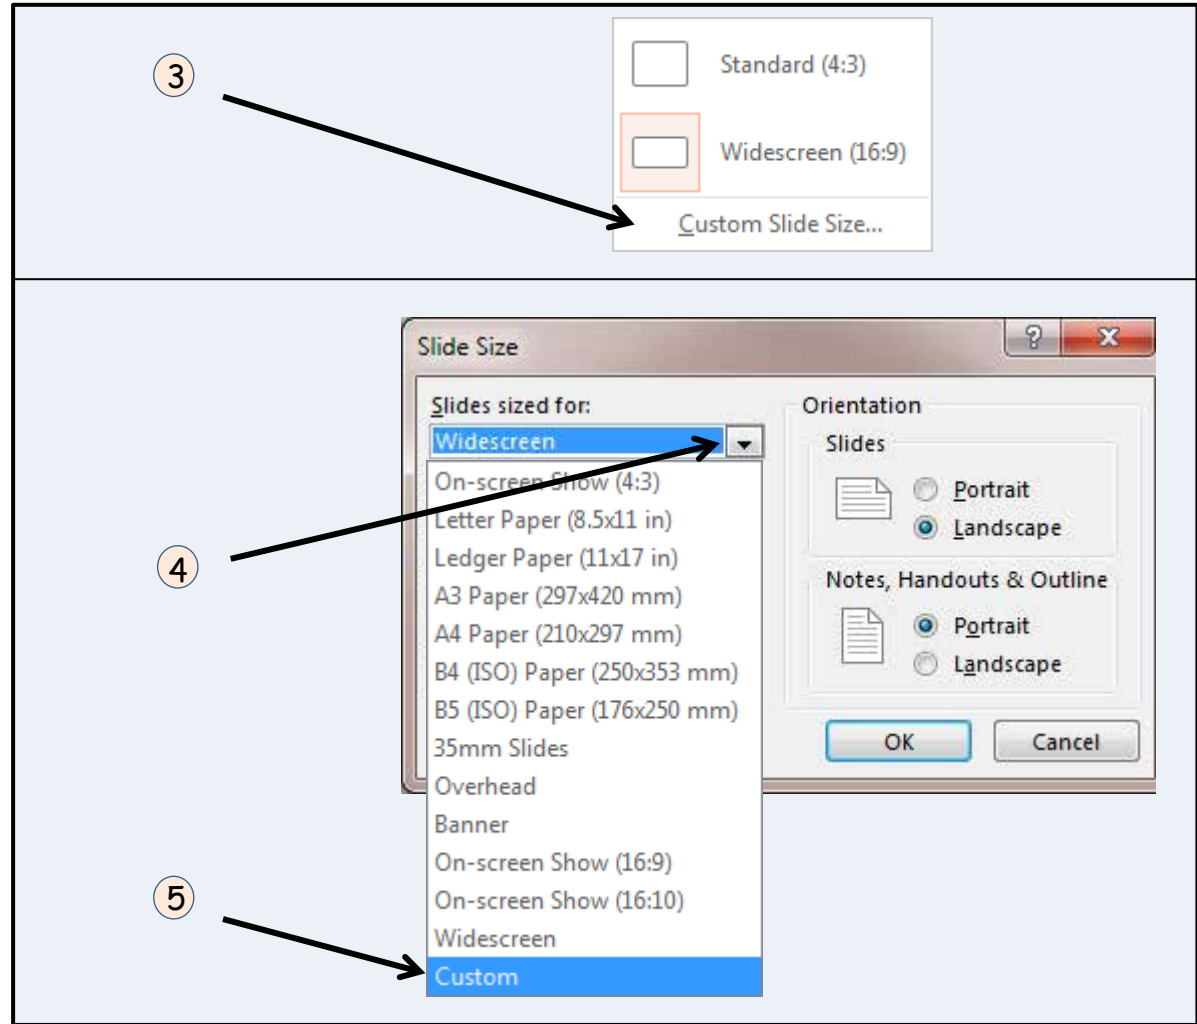 3
Standard (4:3)
Widescreen (16:9)
Custom Slide Size...
Slide Size
?
X
Slides sized for:
Widescreen
On-screen Show (4:3)
Letter Paper (8.5x11 in)
Ledger Paper (11x17 in)
A3 Paper (297x420 mm)
A4 Paper (210x297 mm)
B4 (ISO) Paper (250x353 mm)
B5 (ISO) Paper (176x250 mm)
35mm Slides
Overhead
Banner
On-screen Show (16:9)
On-screen Show (16:10)
Widescreen
Custom
Orientation
Slides
Portrait
Landscape
Notes, Handouts & Outline
Portrait
Landscape
OK
Cancel
4
5